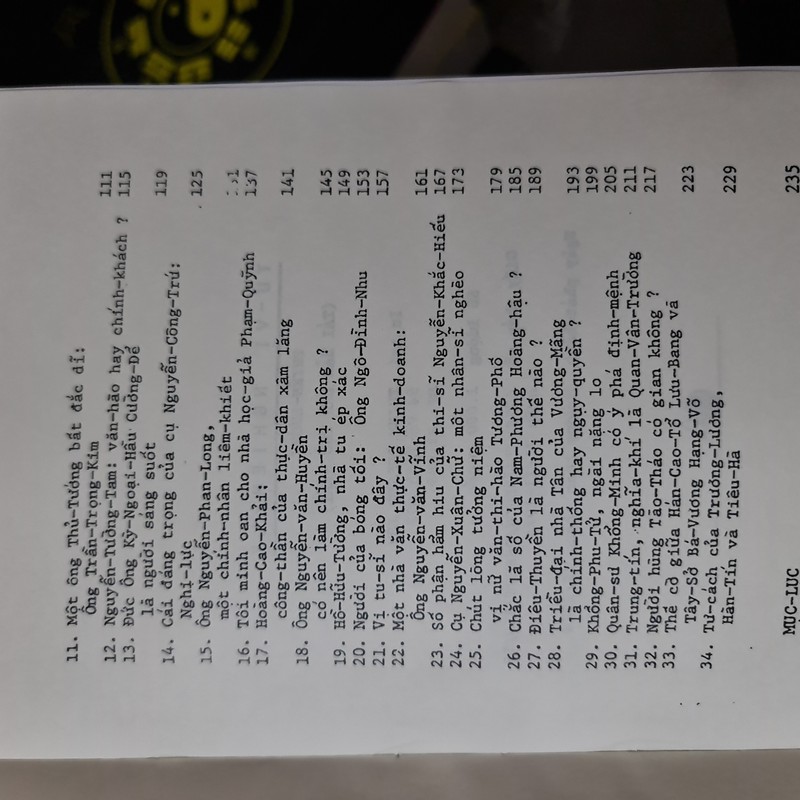 11. Một ông Thủ-Tướng bất đắc dĩ:
Ông Trần-Trọng-Kim 111
12. Nguyễn-Tường-Tam: văn-hão hay chính-khách ? 115
13. Đức Ông Kỳ-Ngoại-Hầu Cường-Để
là người sáng suốt 119
14. Cái đáng trọng của cụ Nguyễn-Công-Trứ:
Nghị-lực 125
15. Ông Nguyễn-Phan-Long,
một chính-nhân liêm-khiết
16. Tôi minh oan cho nhà học-giả Phạm-Quỳnh 137
17. Hoàng-Cao-Khải:
công-thần của thực-dân xâm lăng 141
18. Ông Nguyễn-văn-Huyền
có nên làm chính-trị không ? 145
19. Hồ-Hữu-Tường, nhà tu ép xác 149
20. Người của bóng tối: Ông Ngô-Đình-Nhu 153
21. Vị tu-sĩ nào đây ? 157
22. Một nhà văn thực-tế kinh-doanh:
Ông Nguyễn-văn-Vĩnh 161
23. Số phận hẩm hiu của thi-sĩ Nguyễn-Khắc-Hiếu 167
24. Cụ Nguyễn-Xuân-Chữ: một nhân-sĩ nghèo 173
25. Chút lòng tưởng niệm
vị nữ văn-thi-hào Tương-Phố 179
26. Chắc lá số của Nam-Phương Hoàng-hậu ? 185
27. Điêu-Thuyền là người thế nào ? 189
28. Triều-đại nhà Tân của Vương-Mãng
là chính-thống hay ngụy-quyền ? 193
29. Khổng-Phu-Tử, ngài nặng lo 199
30. Quân-sư Khổng-Minh có ý phá định-mệnh 205
31. Trung-tín, nghĩa-khí là Quan-Vân-Trường 211
32. Người hùng Tào-Tháo có gian không ? 217
33. Thế cờ giữa Hán-Cao-Tổ Lưu-Bang và
Tây-Sở Bá-Vương Hạng-Võ 223
34. Tư-cách của Trương-Lương,
Hàn-Tín và Tiêu-Hà 229
MỤC-LỤC 235